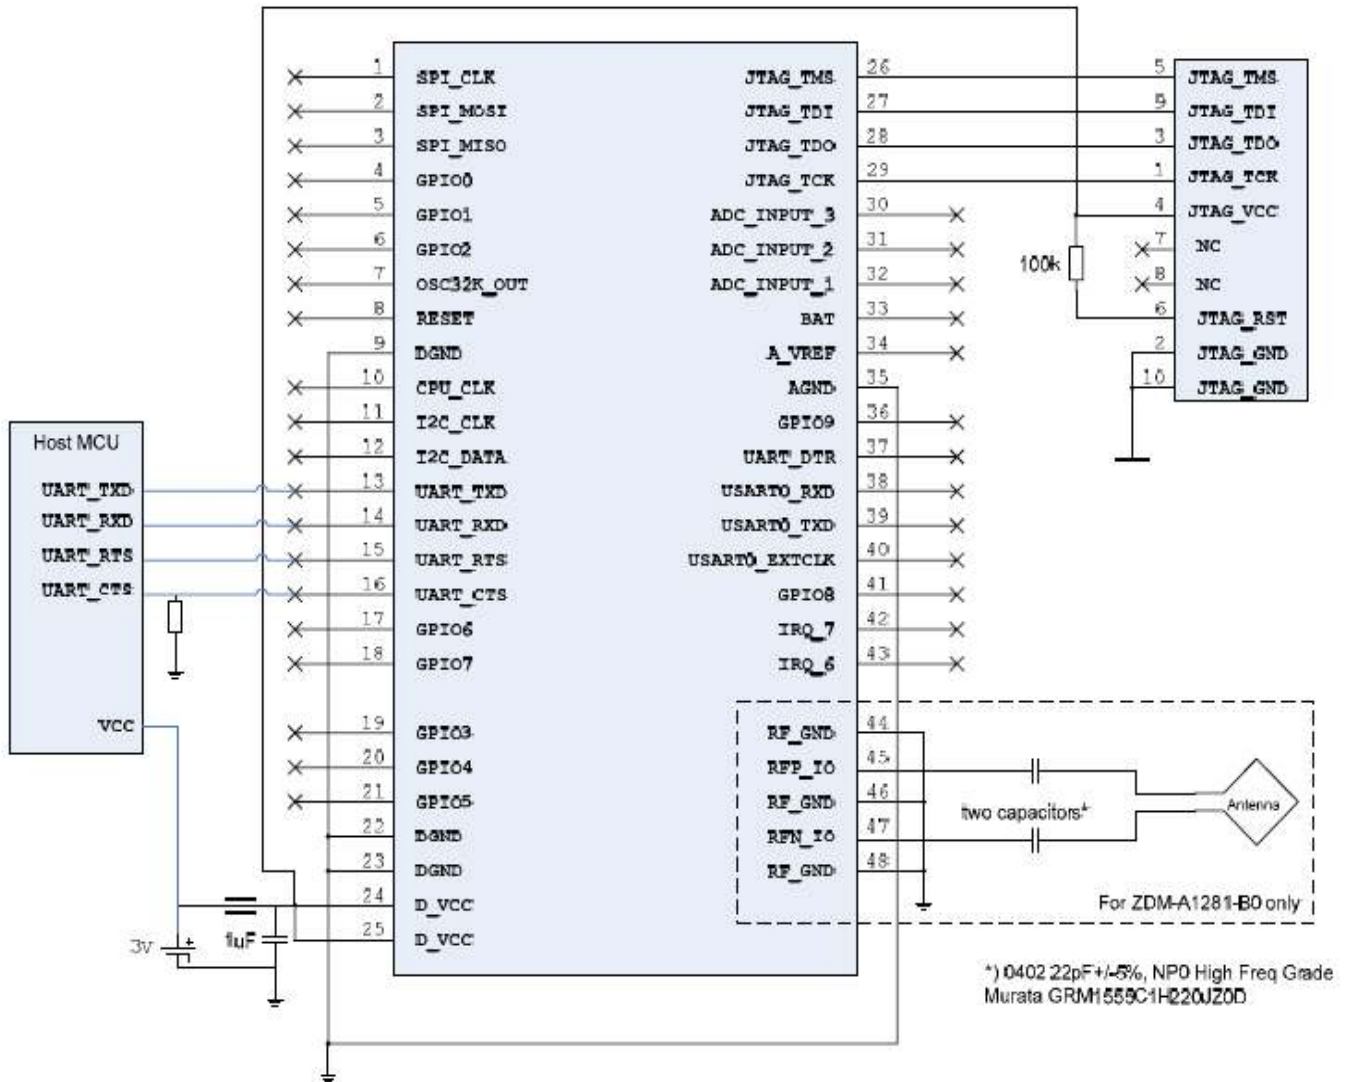 1 SPI_CLK JTAG_TMS 26 5 JTAG_TMS
2 SPI_MOSI JTAG_TDI 27 9 JTAG_TDI
3 SPI_MISO JTAG_TDO 28 3 JTAG_TDO
4 GPIO0 JTAG_TCK 29 1 JTAG_TCK
5 GPIO1 ADC_INPUT_3 30 4 JTAG_VCC
6 GPIO2 ADC_INPUT_2 31 7 NC
7 OSC32K_OUT ADC_INPUT_1 32 100k 8 NC
8 RESET BAT 33 6 JTAG_RST
9 DGND A_VREF 34 2 JTAG_GND
10 CPU_CLK AGND 35 10 JTAG_GND
11 I2C_CLK GPIO9 36
Host MCU
12 I2C_DATA UART_DTR 37
UART_TXD 13 UART_TXD USART0_RXD 38
UART_RXD 14 UART_RXD USART0_TXD 39
UART_RTS 15 UART_RTS USART0_EXTCLK 40
UART_CTS 16 UART_CTS GPIO8 41
17 GPIO6 IRQ_7 42
18 GPIO7 IRQ_6 43
VCC 19 GPIO3 RF_GND 44
20 GPIO4 RFP_IO 45
21 GPIO5 RF_GND 46 two capacitors* Antenna
22 DGND RFN_IO 47
23 DGND RF_GND 48
24 D_VCC For ZDM-A1281-B0 only
3v + 1uF 25 D_VCC
*) 0402 22pF+/-5%, NP0 High Freq Grade
Murata GRM1555C1H220JZ0D